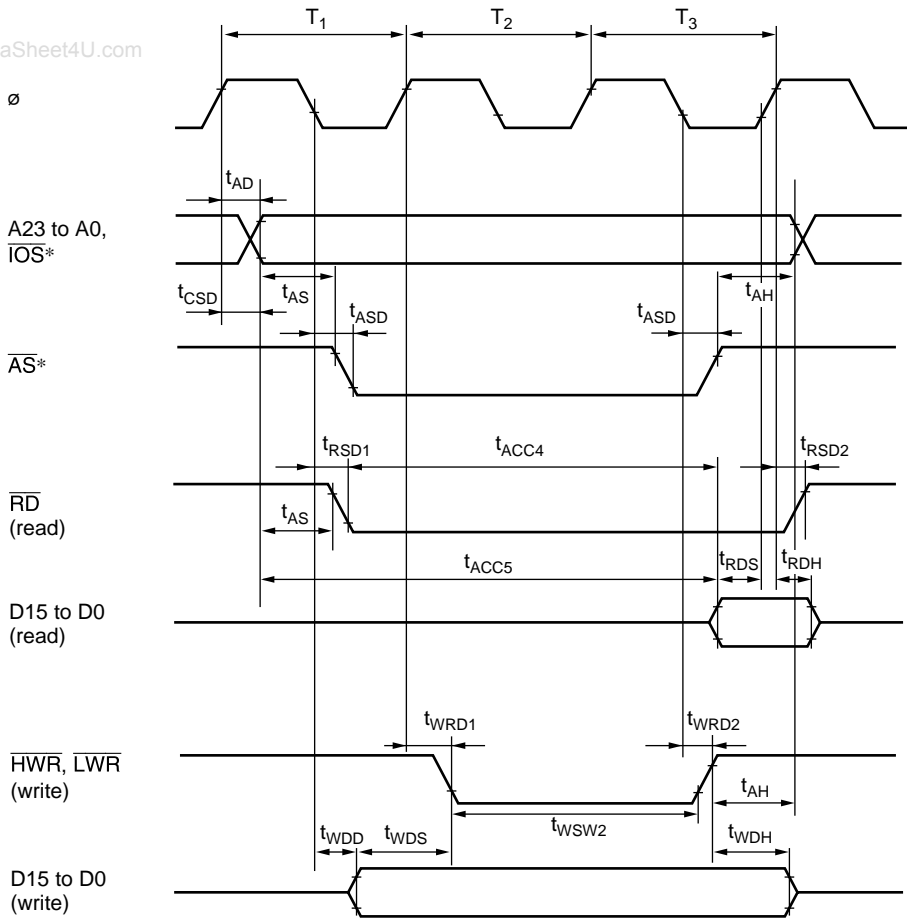 T1 T2 T3
aSheet4U.com
ø
tAD
A23 to A0,
IOS*
tCSD tAS tASD tASD tAH
AS*
tRSD1 tACC4 tRSD2
RD
(read)
tAS
tACC5 tRDS tRDH
D15 to D0
(read)
tWRD1 tWRD2
HWR, LWR
(write)
tAH
tWSW2
tWDD tWDS tWDH
D15 to D0
(write)